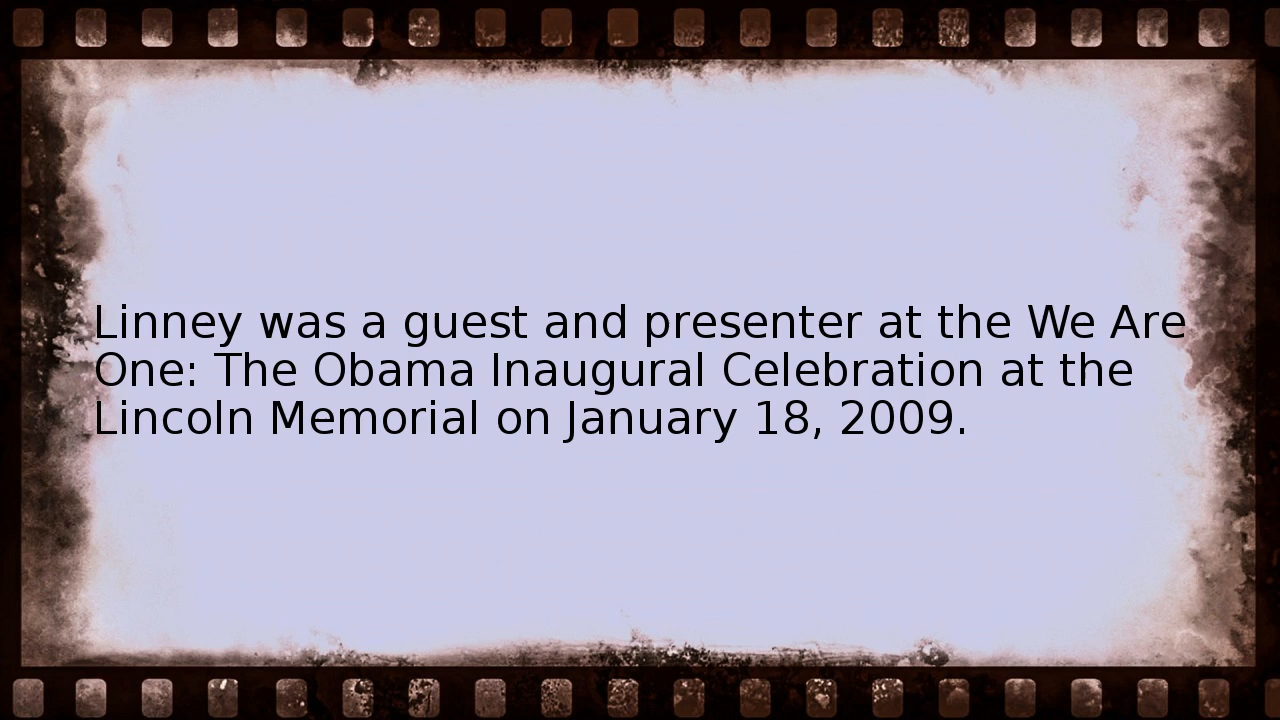 Linney was a guest and presenter at the We Are
One: The Obama Inaugural Celebration at the
Lincoln Memorial on January 18, 2009.